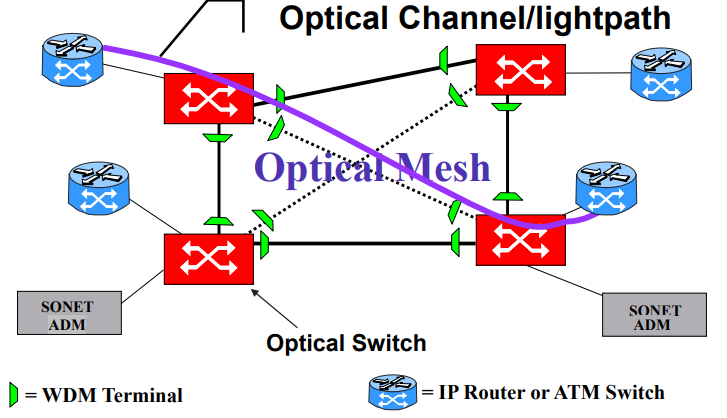 Optical Channel/lightpath
Optical Mesh
SONET
ADM
SONET
ADM
Optical Switch
= WDM Terminal
= IP Router or ATM Switch